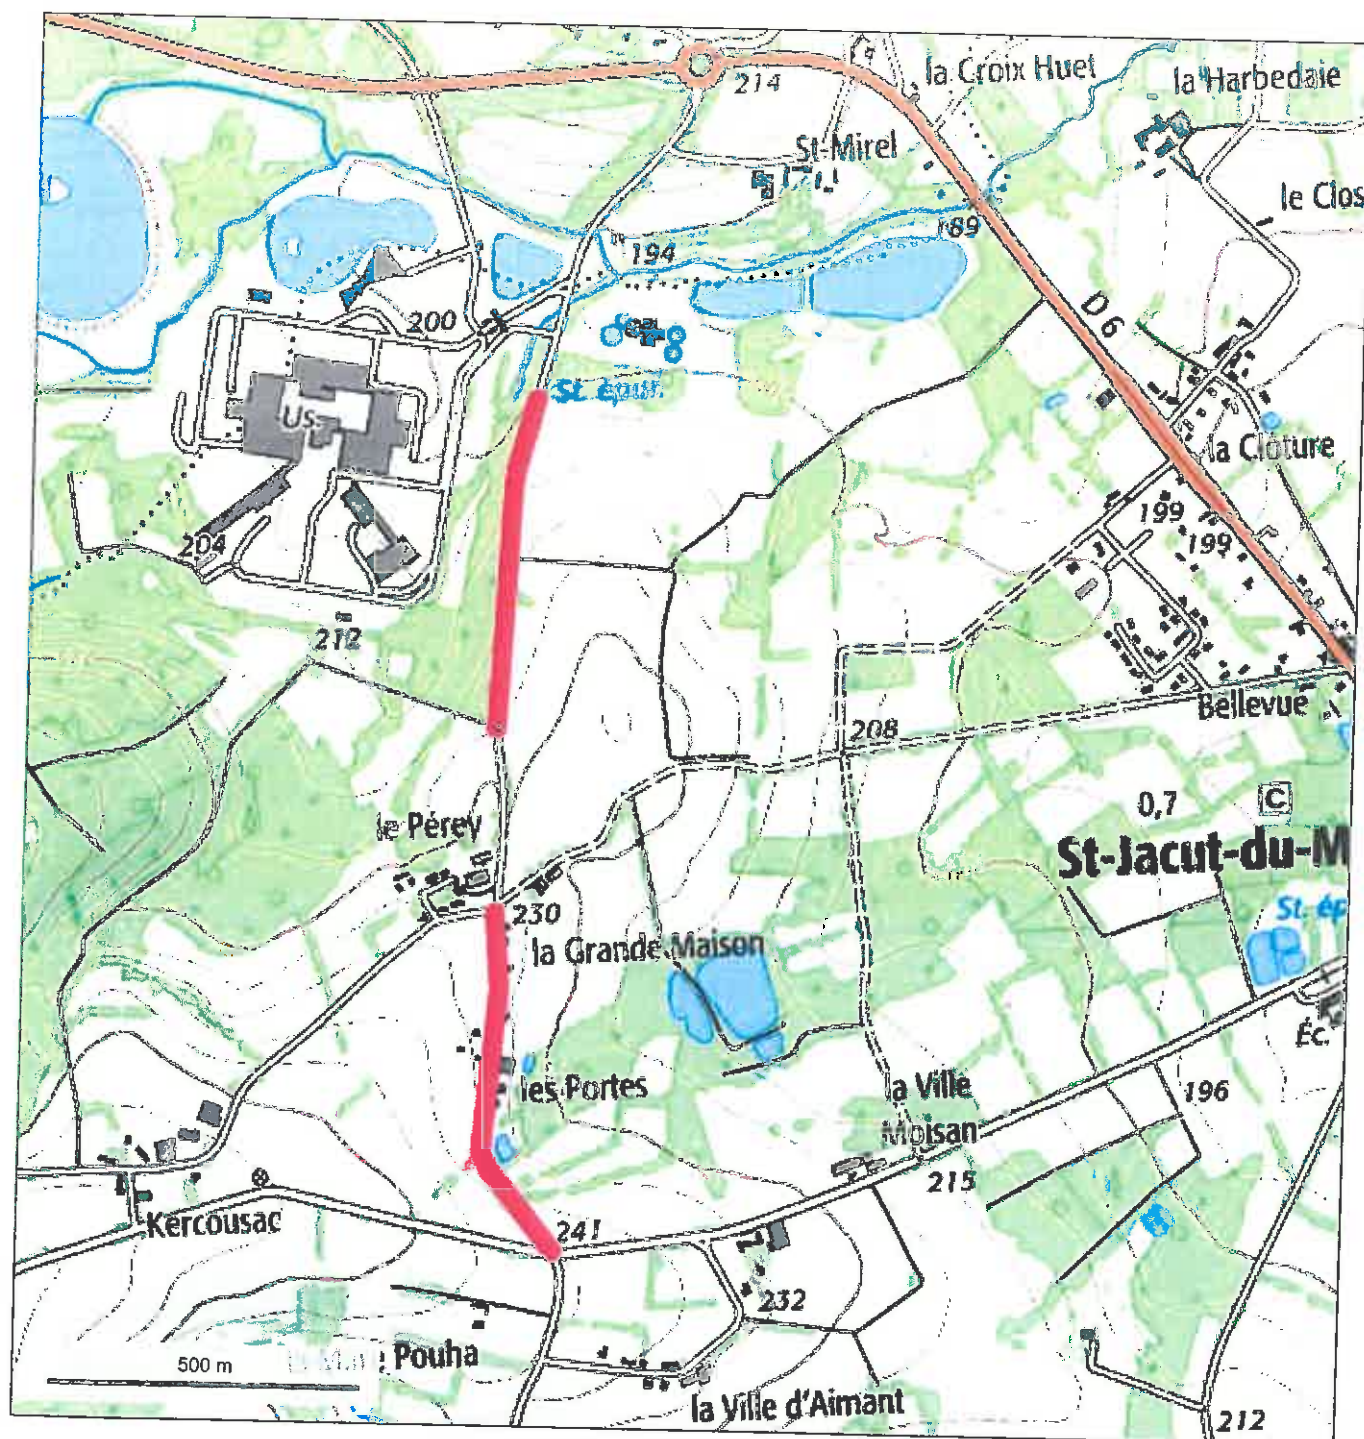 214
la Croix Huet
la Harbedaie
St-Mirel
le Clos
189
194
200
D 6
St. épur.
Us.
la Clôture
199
199
204
212
Bellevue
208
0,7
C
le Pérey
St-Jacut-du-M
230
St. ép
la Grande Maison
Éc.
les Portes
la Ville
Moisan
196
215
Kercousac
241
232
500 m
Pouha
la Ville d'Aimant
212